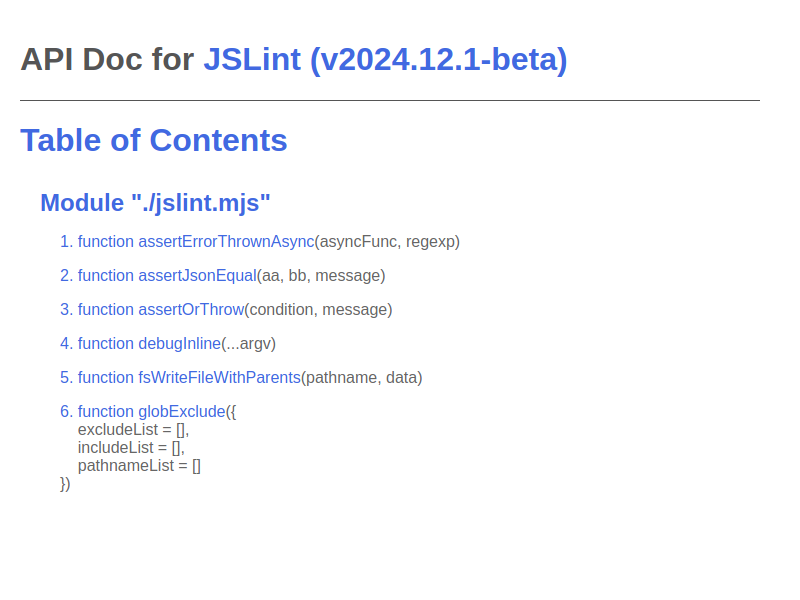 API Doc for JSLint (v2024.12.1-beta)
Table of Contents
Module "./jslint.mjs"
1. function assertErrorThrownAsync(asyncFunc, regexp)
2. function assertJsonEqual(aa, bb, message)
3. function assertOrThrow(condition, message)
4. function debugInline(...argv)
5. function fsWriteFileWithParents(pathname, data)
6. function globExclude({
excludeList = [],
includeList = [],
pathnameList = []
})